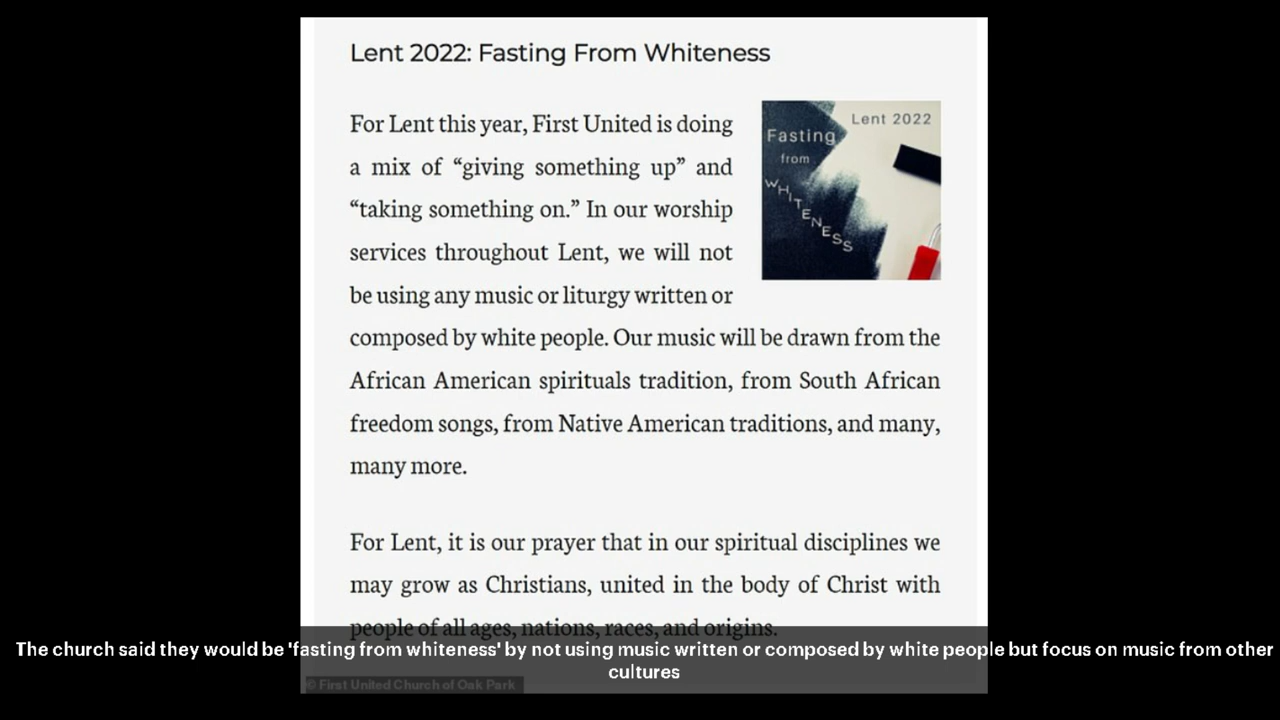 Lent 2022: Fasting From Whiteness
For Lent this year, First United is doing
a mix of “giving something up” and
“taking something on.” In our worship
services throughout Lent, we will not
be using any music or liturgy written or
composed by white people. Our music will be drawn from the
African American spirituals tradition, from South African
freedom songs, from Native American traditions, and many,
many more.
Lent 2022
Fasting
from
WHITENESS
For Lent, it is our prayer that in our spiritual disciplines we
may grow as Christians, united in the body of Christ with
people of all ages, nations, races, and origins.
The church said they would be 'fasting from whiteness' by not using music written or composed by white people but focus on music from other
cultures
© First United Church of Oak Park